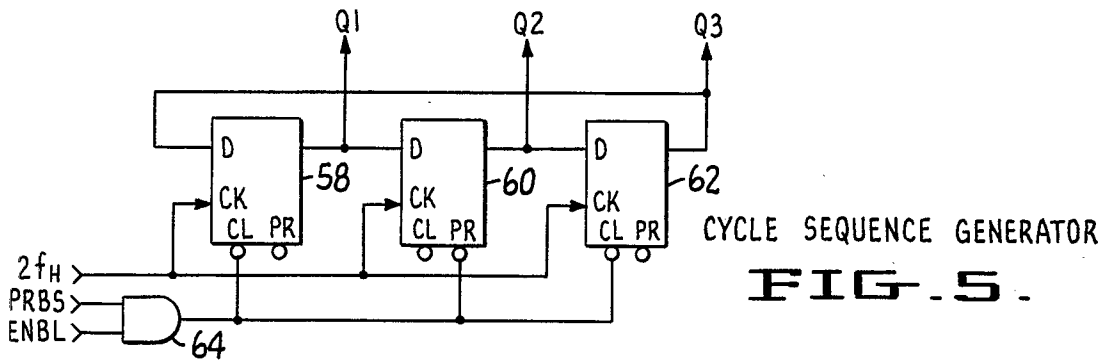 Q1 Q2 Q3
D D D
58 60 62
CK CK CK
CL PR CL PR CL PR
CYCLE SEQUENCE GENERATOR
2fH
PRBS
ENBL
64
FIG. 5.